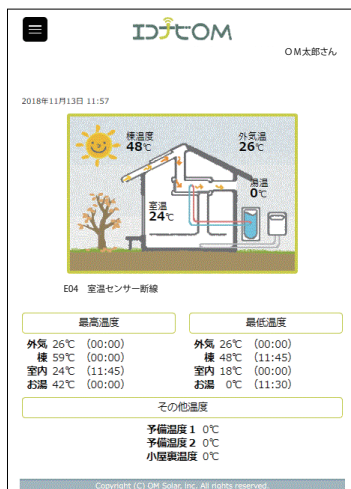 エコナビOM
OM太郎さん
2018年11月13日 11:57
棟温度
48℃
外気温
26℃
湯温
0℃
室温
24℃
E04 室温センサー断線
最高温度
最低温度
外気 26℃ (00:00)
棟 59℃ (00:00)
室内 24℃ (11:45)
お湯 42℃ (00:00)
外気 26℃ (00:00)
棟 48℃ (11:45)
室内 18℃ (00:00)
お湯 0℃ (11:30)
その他温度
予備温度1 0℃
予備温度2 0℃
小屋裏温度 0℃
Copyright (C) OM Solar, Inc. All rights reserved.